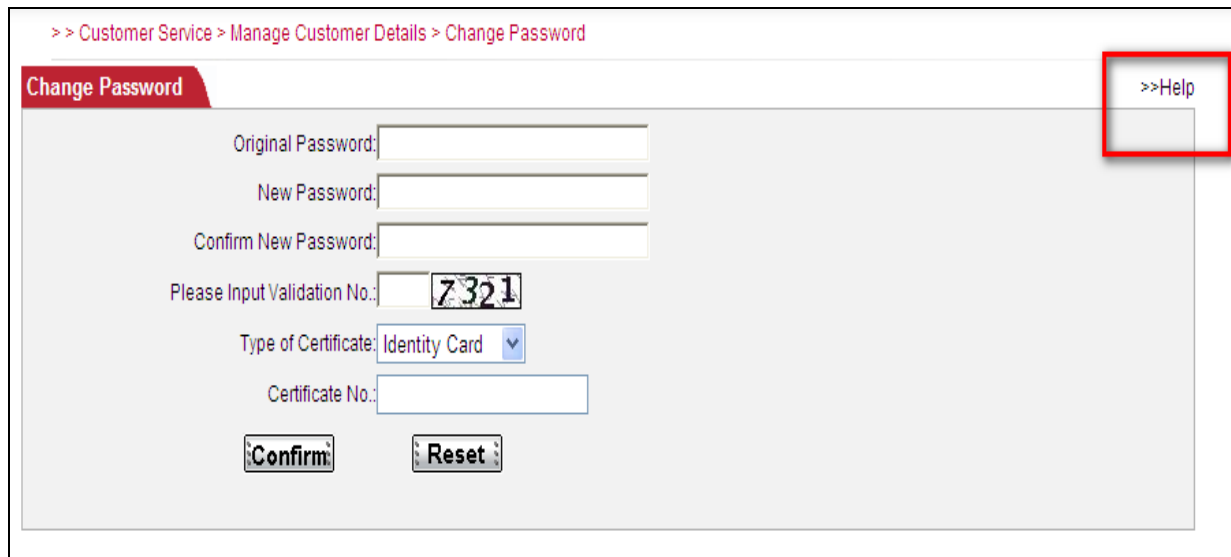 > > Customer Service > Manage Customer Details > Change Password
Change Password
>>Help
Original Password:
New Password:
Confirm New Password:
Please Input Validation No.: 7321
Type of Certificate: Identity Card
Certificate No.:
Confirm Reset